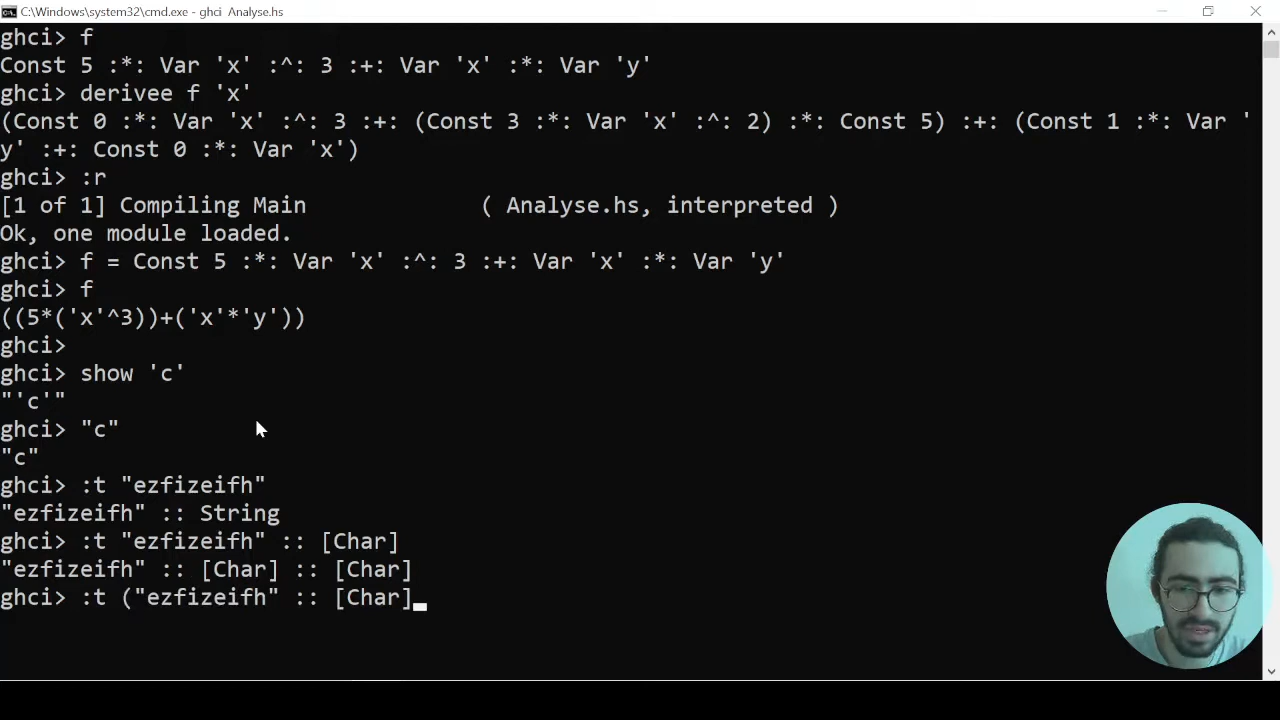 C:\Windows\system32\cmd.exe - ghci Analyse.hs
ghci> f
Const 5 :*: Var 'x' :^: 3 :+: Var 'x' :*: Var 'y'
ghci> derivee f 'x'
(Const 0 :*: Var 'x' :^: 3 :+: (Const 3 :*: Var 'x' :^: 2) :*: Const 5) :+: (Const 1 :*: Var '
y' :+: Const 0 :*: Var 'x')
ghci> :r
[1 of 1] Compiling Main             ( Analyse.hs, interpreted )
Ok, one module loaded.
ghci> f = Const 5 :*: Var 'x' :^: 3 :+: Var 'x' :*: Var 'y'
ghci> f
((5*('x'^3))+('x'*'y'))
ghci>
ghci> show 'c'
"'c'"
ghci> "c"
"c"
ghci> :t "ezfizeifh"
"ezfizeifh" :: String
ghci> :t "ezfizeifh" :: [Char]
"ezfizeifh" :: [Char] :: [Char]
ghci> :t ("ezfizeifh" :: [Char]